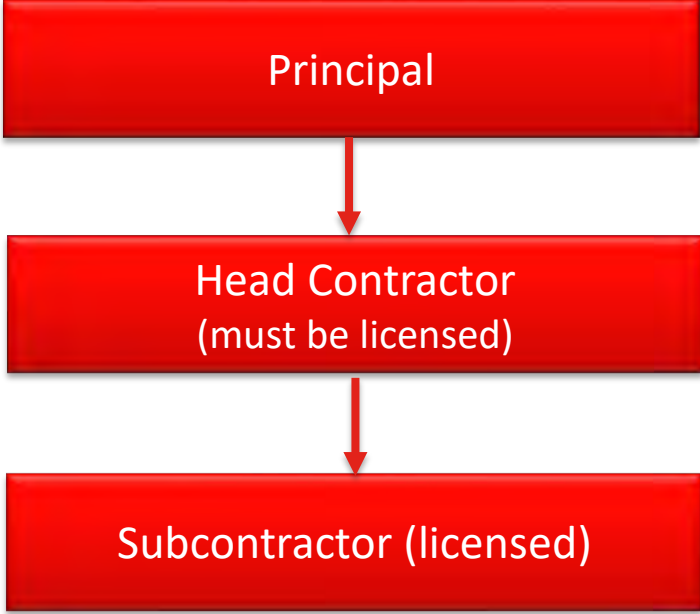 Principal
Head Contractor
(must be licensed)
Subcontractor (licensed)